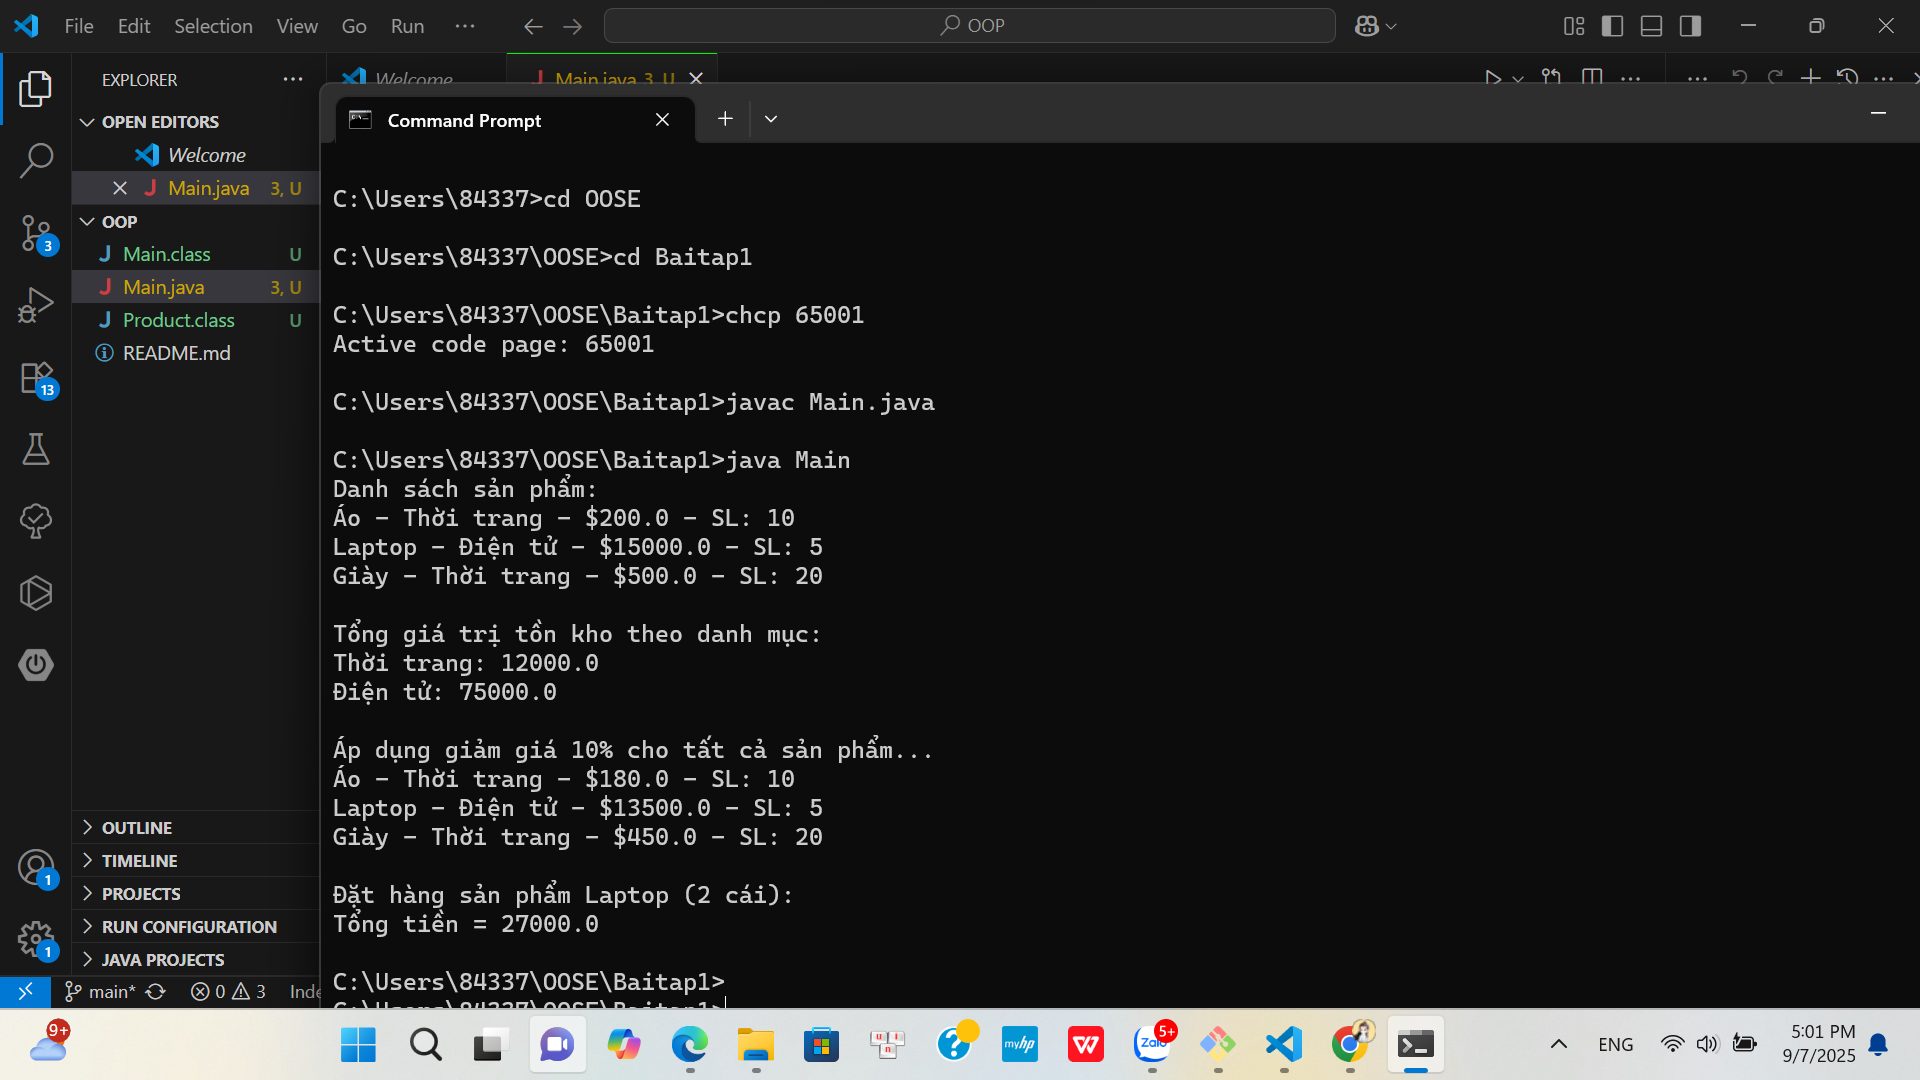 File Edit Selection View Go Run ... OOP
EXPLORER ...
Welcome Main.java 3, U
Command Prompt
OPEN EDITORS
Welcome
Main.java 3, U
OOP
Main.class U
Main.java 3, U
Product.class U
README.md
OUTLINE
TIMELINE
PROJECTS
RUN CONFIGURATION
JAVA PROJECTS
3
13
1
1
main* 0 3 Inde
C:\Users\84337>cd OOSE
C:\Users\84337\OOSE>cd Baitap1
C:\Users\84337\OOSE\Baitap1>chcp 65001
Active code page: 65001
C:\Users\84337\OOSE\Baitap1>javac Main.java
C:\Users\84337\OOSE\Baitap1>java Main
Danh sách sản phẩm:
Áo - Thời trang - $200.0 - SL: 10
Laptop - Điện tử - $15000.0 - SL: 5
Giày - Thời trang - $500.0 - SL: 20
Tổng giá trị tồn kho theo danh mục:
Thời trang: 12000.0
Điện tử: 75000.0
Áp dụng giảm giá 10% cho tất cả sản phẩm...
Áo - Thời trang - $180.0 - SL: 10
Laptop - Điện tử - $13500.0 - SL: 5
Giày - Thời trang - $450.0 - SL: 20
Đặt hàng sản phẩm Laptop (2 cái):
Tổng tiền = 27000.0
C:\Users\84337\OOSE\Baitap1>
C:\Users\84337\OOSE\Baitap1>
9+
myhp
Zalo 5+
ENG
5:01 PM
9/7/2025